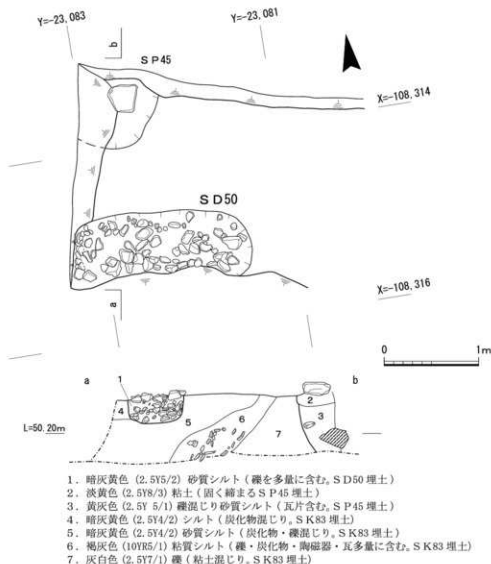 Y=-23,083
Y=-23,081
b
SP45
X=-108,314
SD50
X=-108,316
a
0 1m
a 1 b
2
4 3
5 6
7
L=50.20m
1. 暗灰黄色 (2.5Y5/2) 砂質シルト (礫を多量に含む。SD50 埋土)
2. 淡黄色 (2.5Y8/3) 粘土 (固く締まる SP45 埋土)
3. 黄灰色 (2.5Y 5/1) 礫混じり砂質シルト (瓦片含む。SP45 埋土)
4. 暗灰黄色 (2.5Y4/2) シルト (炭化物混じり。SK83 埋土)
5. 暗灰黄色 (2.5Y4/2) 砂質シルト (炭化物・礫混じり。SK83 埋土)
6. 褐灰色 (10YR5/1) 粘質シルト (礫・炭化物・陶磁器・瓦多量に含む。SK83 埋土)
7. 灰白色 (2.5Y7/1) 礫 (粘土混じり。SK83 埋土)